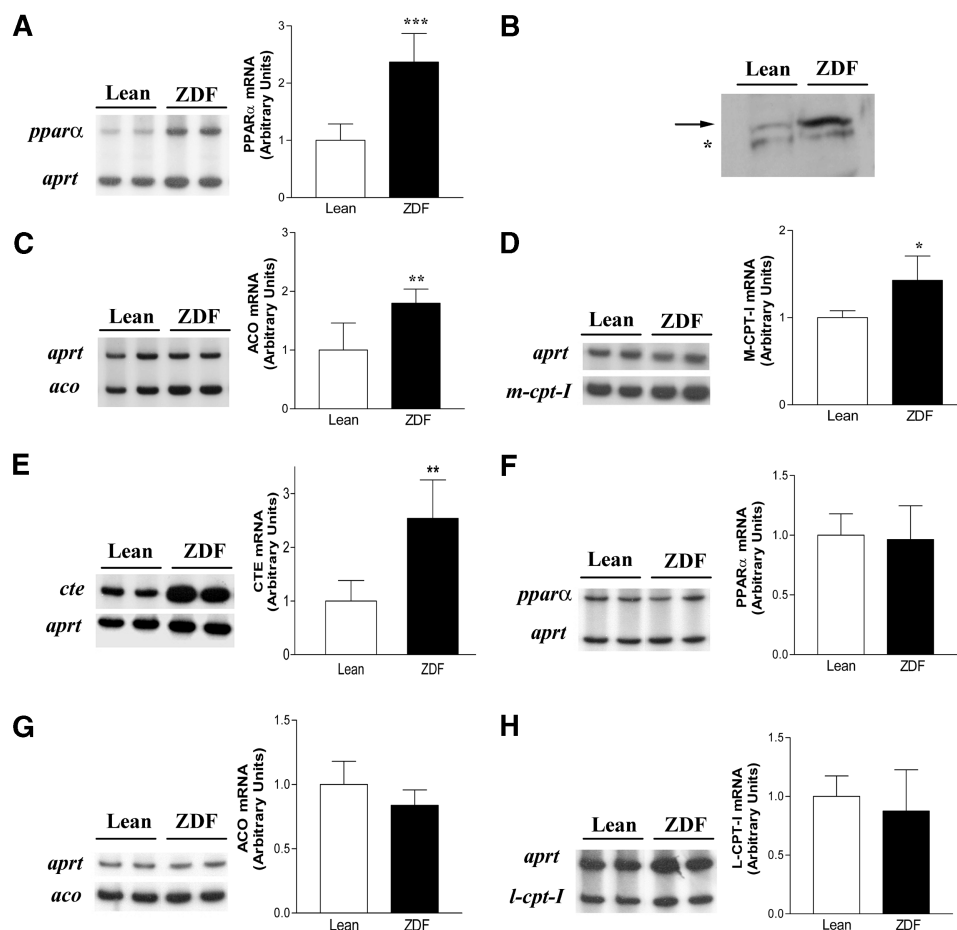 A
Lean ZDF
pparα
aprt
PPARα mRNA
(Arbitrary Units)
3
2
1
0
***
Lean ZDF
B
Lean ZDF
*
C
Lean ZDF
aprt
aco
ACO mRNA
(Arbitrary Units)
3
2
1
0
**
Lean ZDF
D
Lean ZDF
aprt
m-cpt-I
M-CPT-I mRNA
(Arbitrary Units)
2
1
0
*
Lean ZDF
E
Lean ZDF
cte
aprt
CTE mRNA
(Arbitrary Units)
3
2
1
0
**
Lean ZDF
F
Lean ZDF
pparα
aprt
PPARα mRNA
(Arbitrary Units)
1.5
1.0
0.5
0.0
Lean ZDF
G
Lean ZDF
aprt
aco
ACO mRNA
(Arbitrary Units)
1.5
1.0
0.5
0.0
Lean ZDF
H
Lean ZDF
aprt
l-cpt-I
L-CPT-I mRNA
(Arbitrary Units)
1.5
1.0
0.5
0.0
Lean ZDF